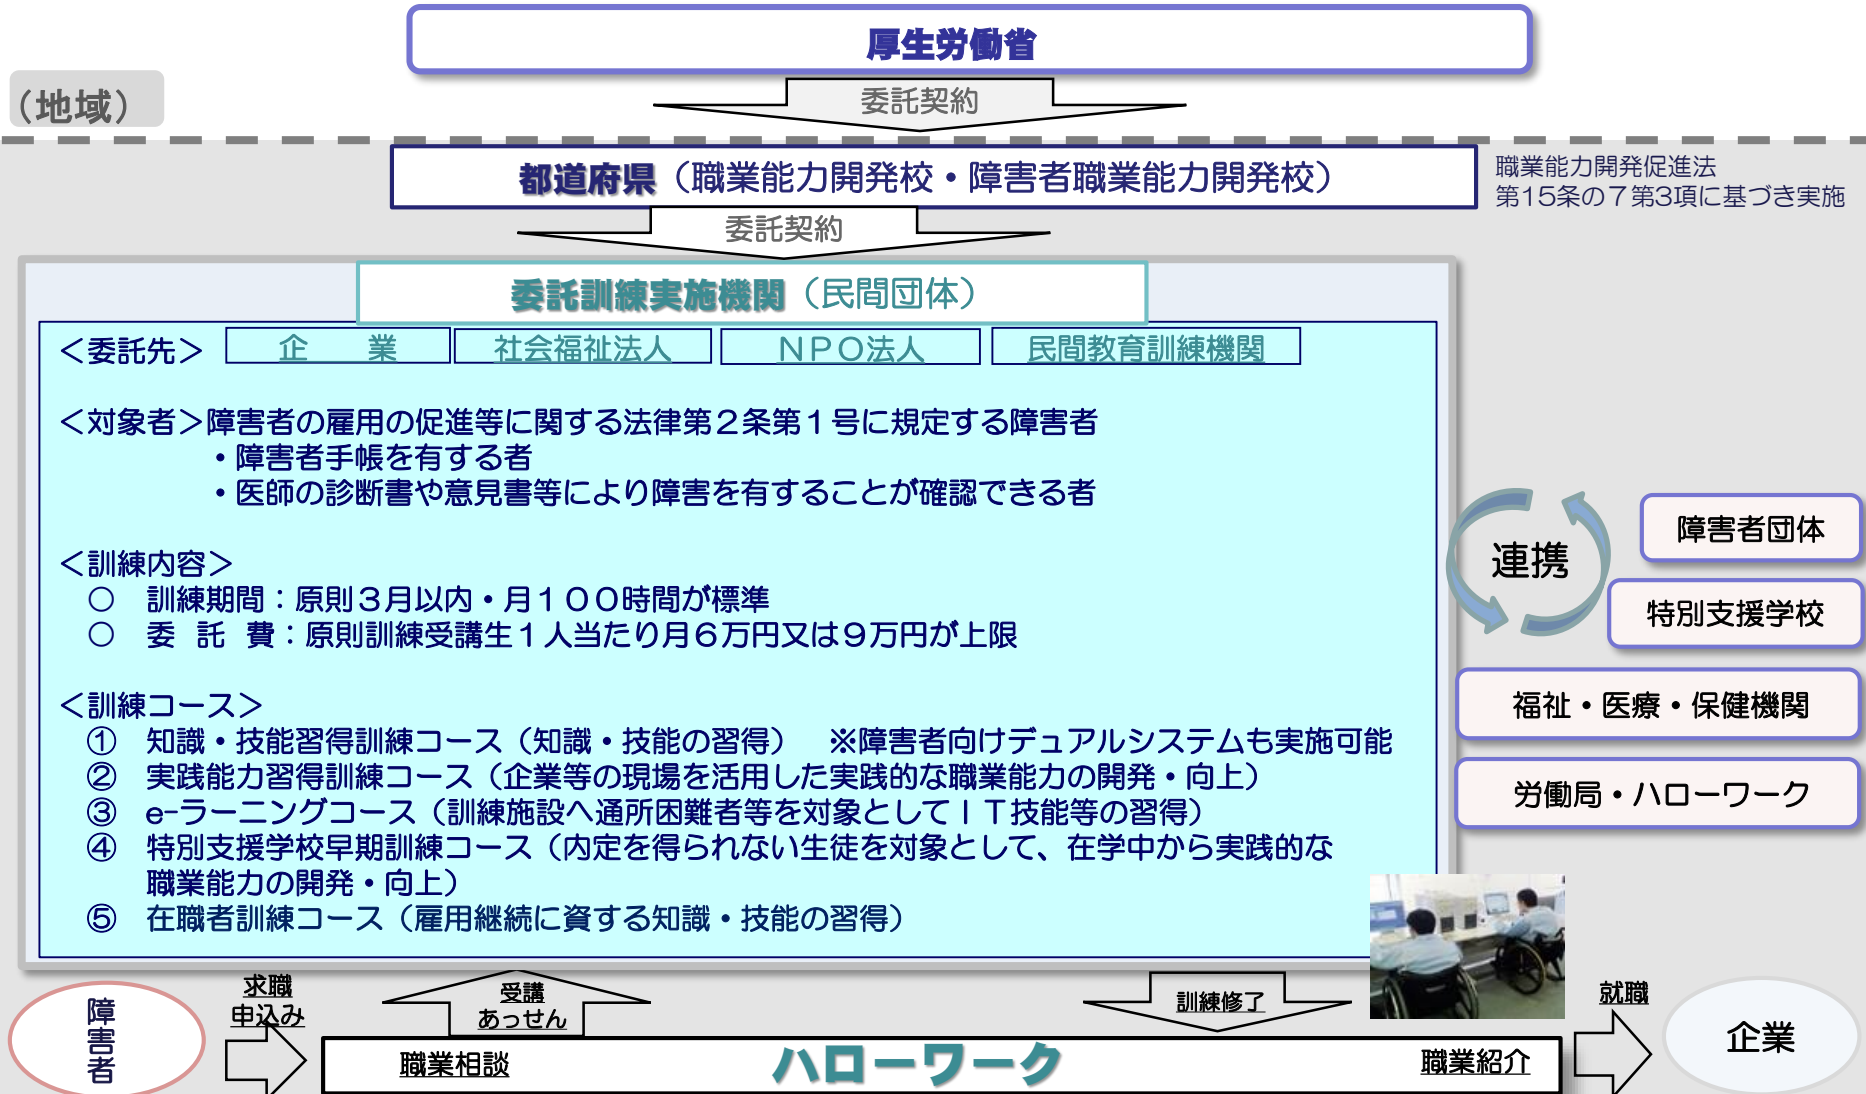 厚生労働省
委託契約
（地域）
都道府県（職業能力開発校・障害者職業能力開発校）
職業能力開発促進法
第15条の７第3項に基づき実施
委託契約
委託訓練実施機関（民間団体）
＜委託先＞ 企　業 社会福祉法人 ＮＰＯ法人 民間教育訓練機関
＜対象者＞障害者の雇用の促進等に関する法律第２条第１号に規定する障害者
・障害者手帳を有する者
・医師の診断書や意見書等により障害を有することが確認できる者
＜訓練内容＞
○　訓練期間：原則３月以内・月１００時間が標準
○　委 託 費：原則訓練受講生１人当たり月６万円又は９万円が上限
＜訓練コース＞
①　知識・技能習得訓練コース（知識・技能の習得）　※障害者向けデュアルシステムも実施可能
②　実践能力習得訓練コース（企業等の現場を活用した実践的な職業能力の開発・向上）
③　e-ラーニングコース（訓練施設へ通所困難者等を対象としてＩＴ技能等の習得）
④　特別支援学校早期訓練コース（内定を得られない生徒を対象として、在学中から実践的な
職業能力の開発・向上）
⑤　在職者訓練コース（雇用継続に資する知識・技能の習得）
連携
障害者団体
特別支援学校
福祉・医療・保健機関
労働局・ハローワーク
障害者
求職
申込み
受講
あっせん
訓練修了
就職
企業
職業相談 ハローワーク 職業紹介